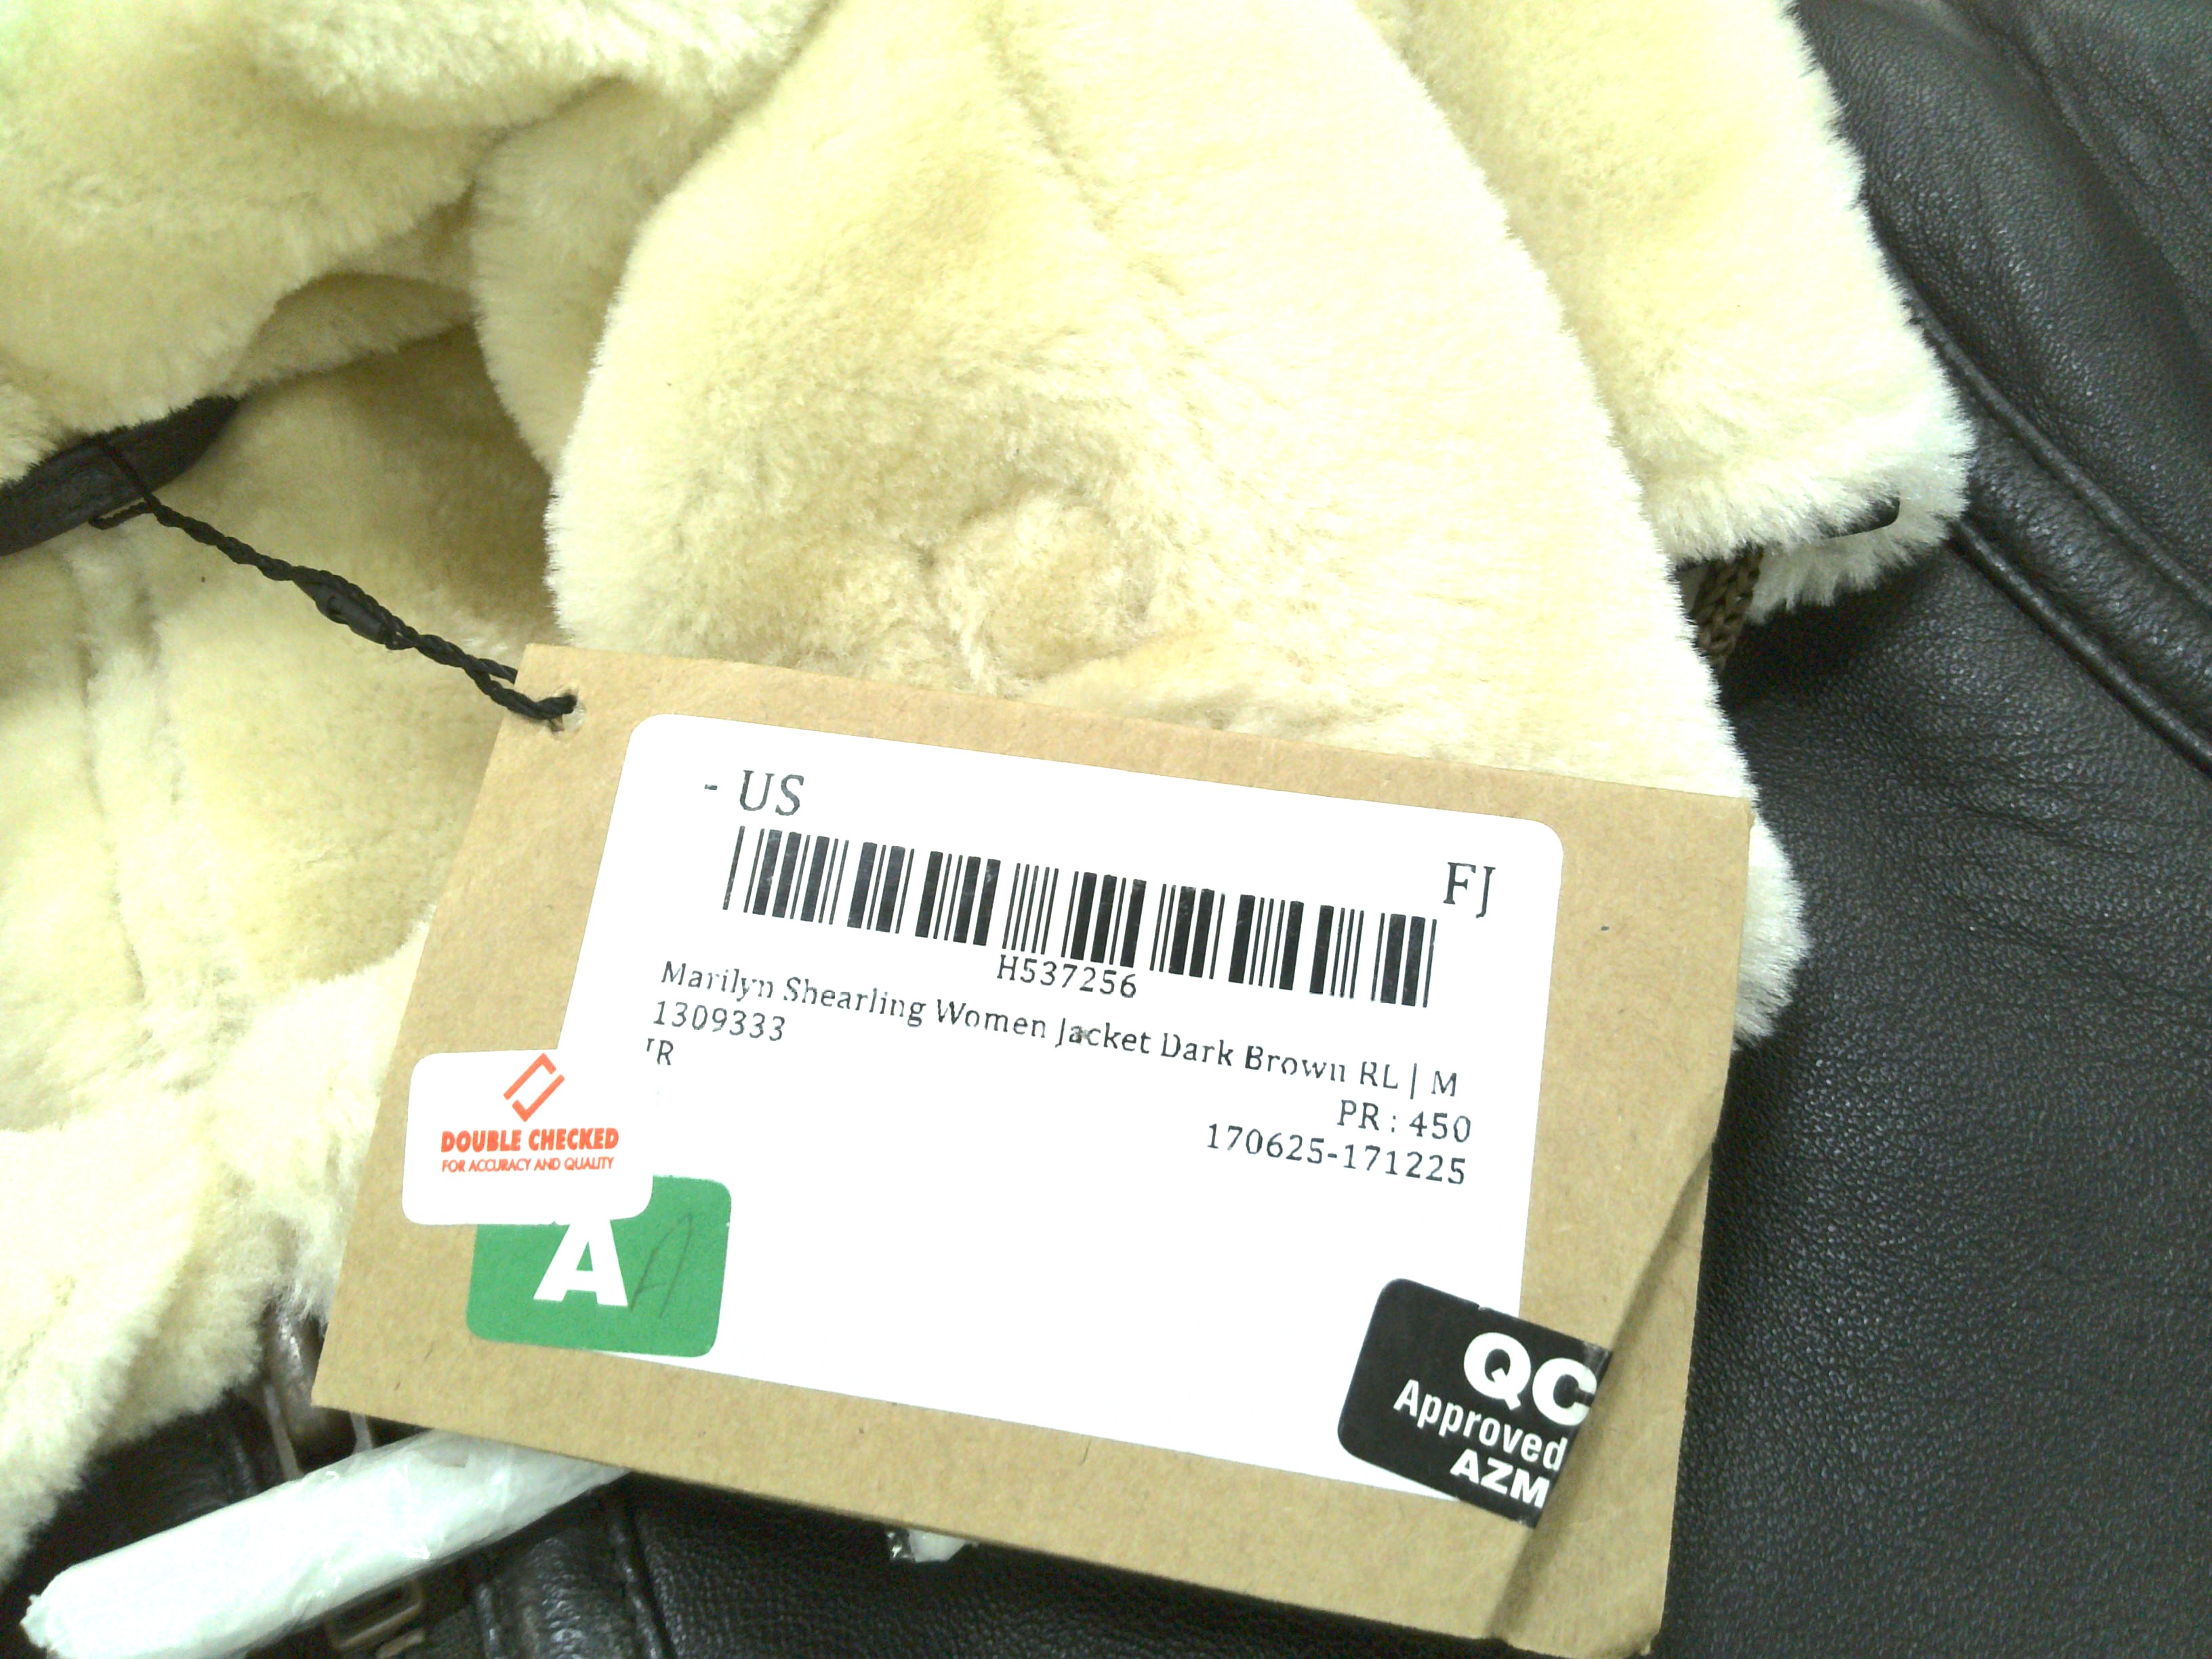 - US
FJ
H537256
Marilyn Shearling Women Jacket Dark Brown RL | M
1309333
PR : 450
170625-171225
DOUBLE CHECKED
FOR ACCURACY AND QUALITY
A
A
QC
Approved
AZM